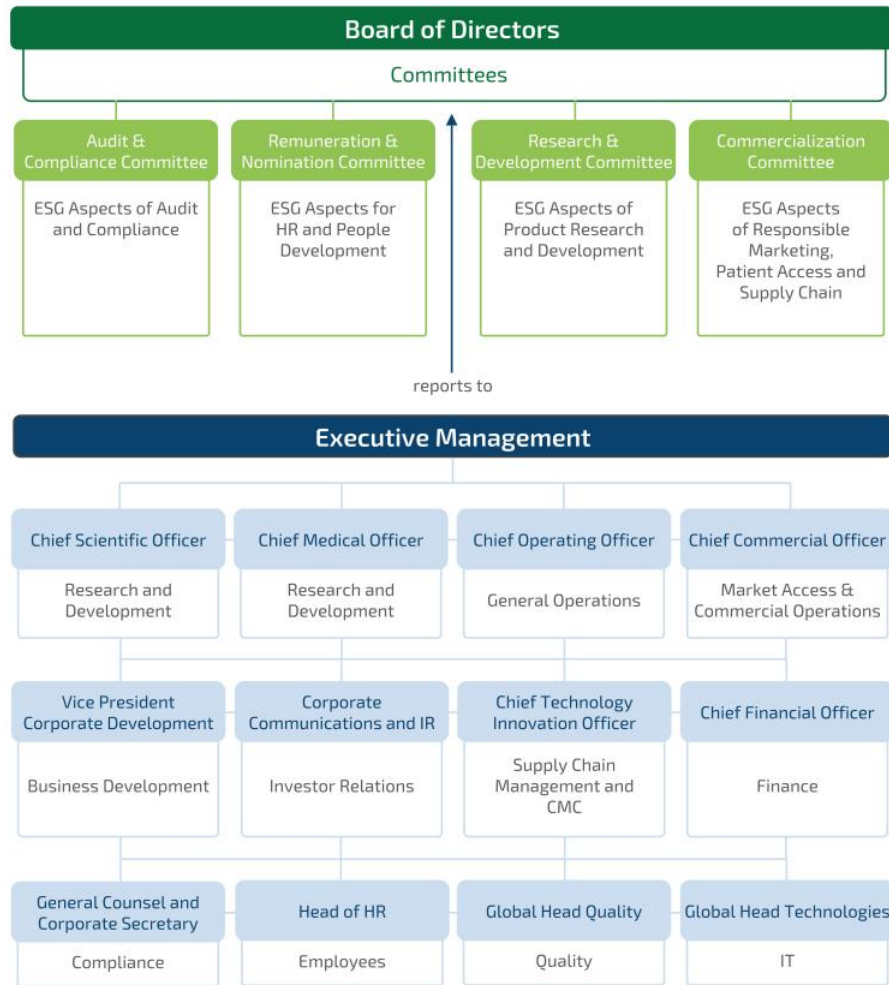 Board of Directors
Committees
Audit &
Compliance Committee
ESG Aspects of Audit
and Compliance
Remuneration &
Nomination Committee
ESG Aspects for
HR and People
Development
Research &
Development Committee
ESG Aspects of
Product Research
and Development
Commercialization
Committee
ESG Aspects
of Responsible
Marketing,
Patient Access and
Supply Chain
reports to
Executive Management
Chief Scientific Officer
Research and
Development
Chief Medical Officer
Research and
Development
Chief Operating Officer
General Operations
Chief Commercial Officer
Market Access &
Commercial Operations
Vice President
Corporate Development
Business Development
Corporate
Communications and IR
Investor Relations
Chief Technology
Innovation Officer
Supply Chain
Management and
CMC
Chief Financial Officer
Finance
General Counsel and
Corporate Secretary
Compliance
Head of HR
Employees
Global Head Quality
Quality
Global Head Technologies
IT